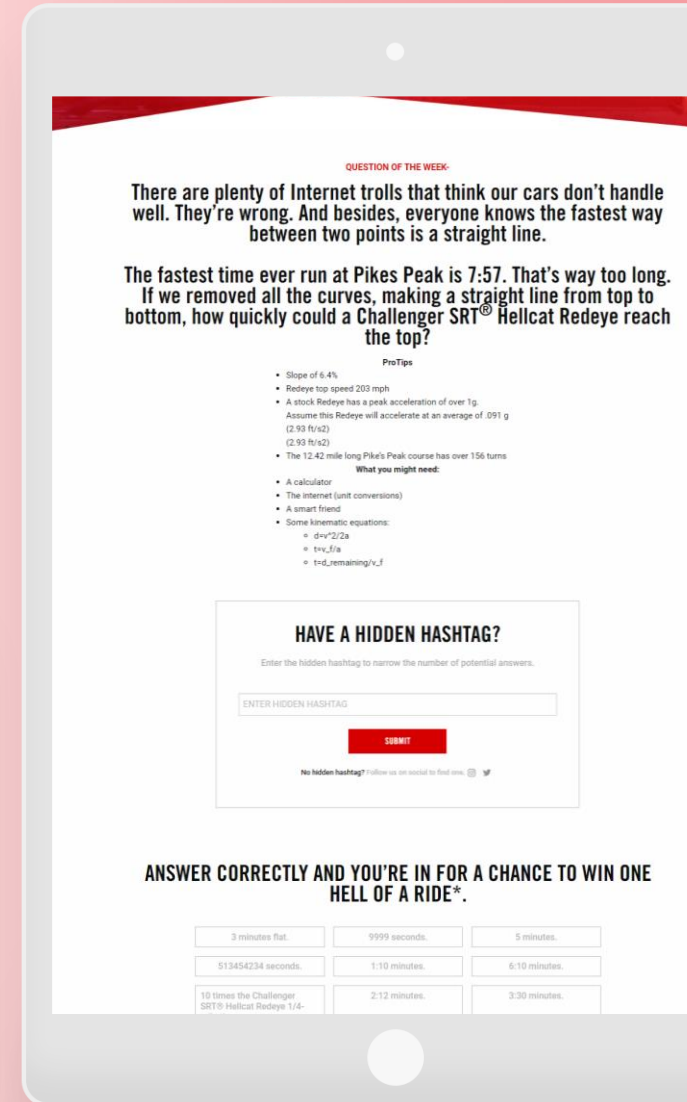 QUESTION OF THE WEEK-
There are plenty of Internet trolls that think our cars don't handle
well. They're wrong. And besides, everyone knows the fastest way
between two points is a straight line.
The fastest time ever run at Pikes Peak is 7:57. That's way too long.
If we removed all the curves, making a straight line from top to
bottom, how quickly could a Challenger SRT® Hellcat Redeye reach
the top?
ProTips
• Slope of 6.4%
• Redeye top speed 203 mph
• A stock Redeye has a peak acceleration of over 1g.
Assume this Redeye will accelerate at an average of .091 g
(2.93 ft/s2)
(2.93 ft/s2)
• The 12.42 mile long Pike's Peak course has over 156 turns
What you might need:
• A calculator
• The internet (unit conversions)
• A smart friend
• Some kinematic equations:
d=v^2/2a
t=v_f/a
t=d_remaining/v_f
HAVE A HIDDEN HASHTAG?
Enter the hidden hashtag to narrow the number of potential answers.
ENTER HIDDEN HASHTAG
SUBMIT
No hidden hashtag? Follow us on social to find one.
ANSWER CORRECTLY AND YOU'RE IN FOR A CHANCE TO WIN ONE
HELL OF A RIDE*.
3 minutes flat. 9999 seconds. 5 minutes.
513454234 seconds. 1:10 minutes. 6:10 minutes.
10 times the Challenger 2:12 minutes. 3:30 minutes.
SRT® Hellcat Redeye 1/4-